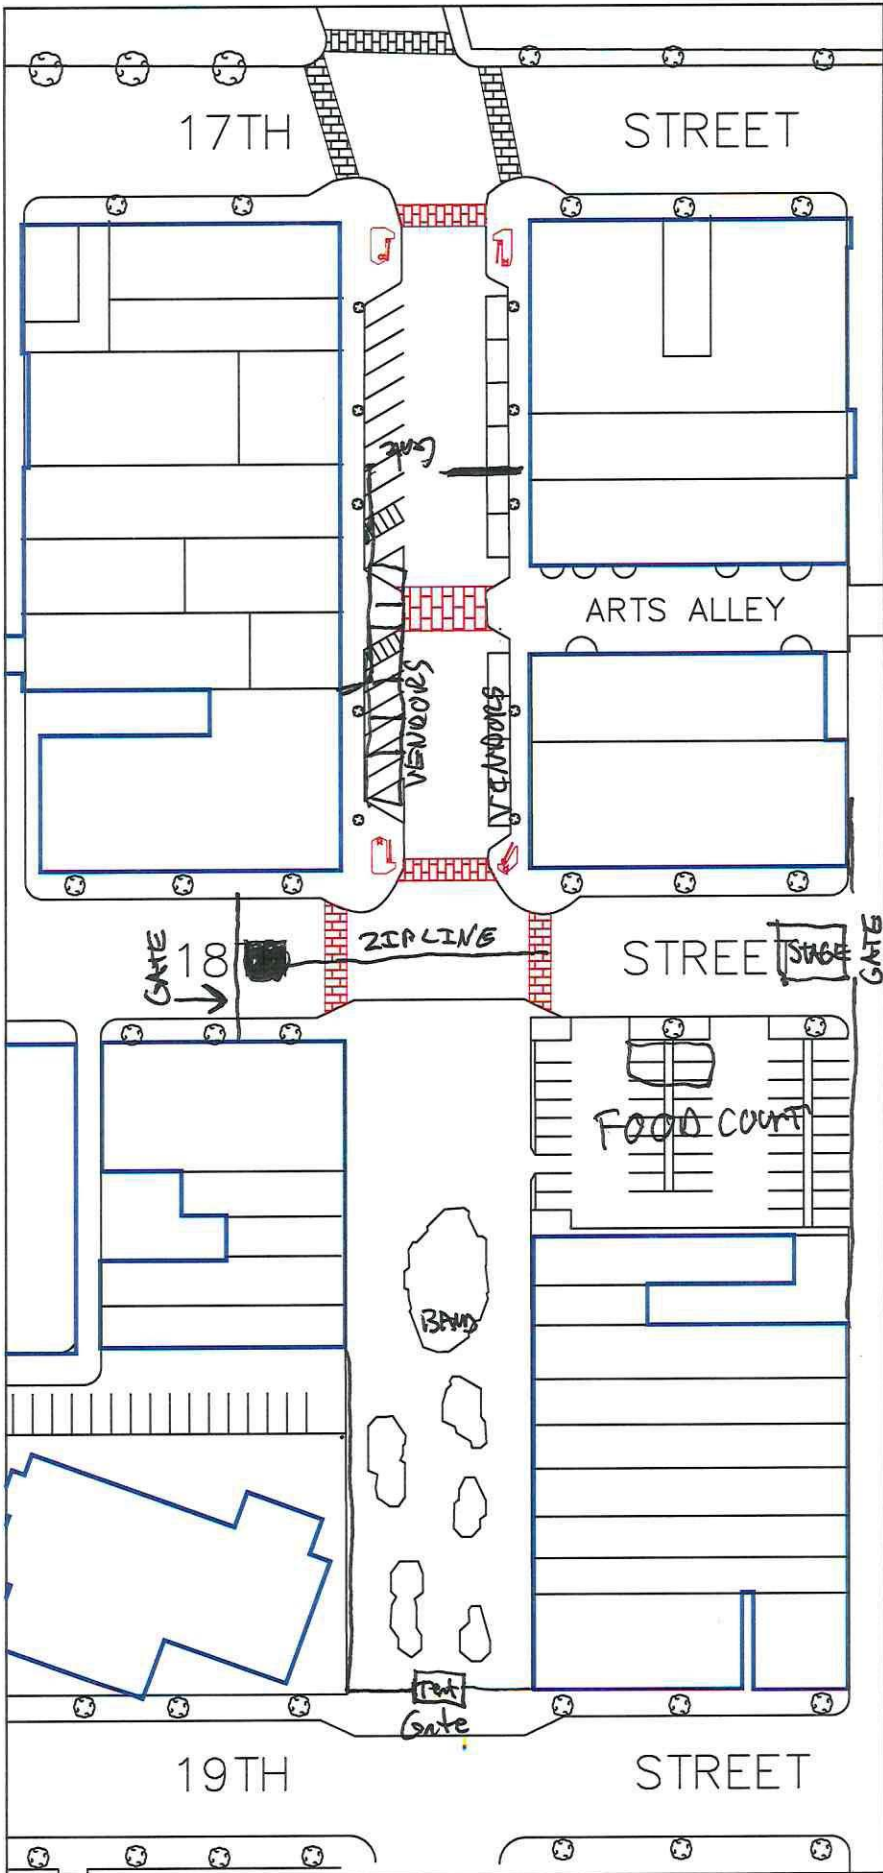 17TH STREET
Gate
ARTS ALLEY
VENDORS
VENDORS
GATE
18
ZIPLINE
STREET
STAGE
GATE
FOOD COURT
BAND
Tent
Gate
19TH STREET